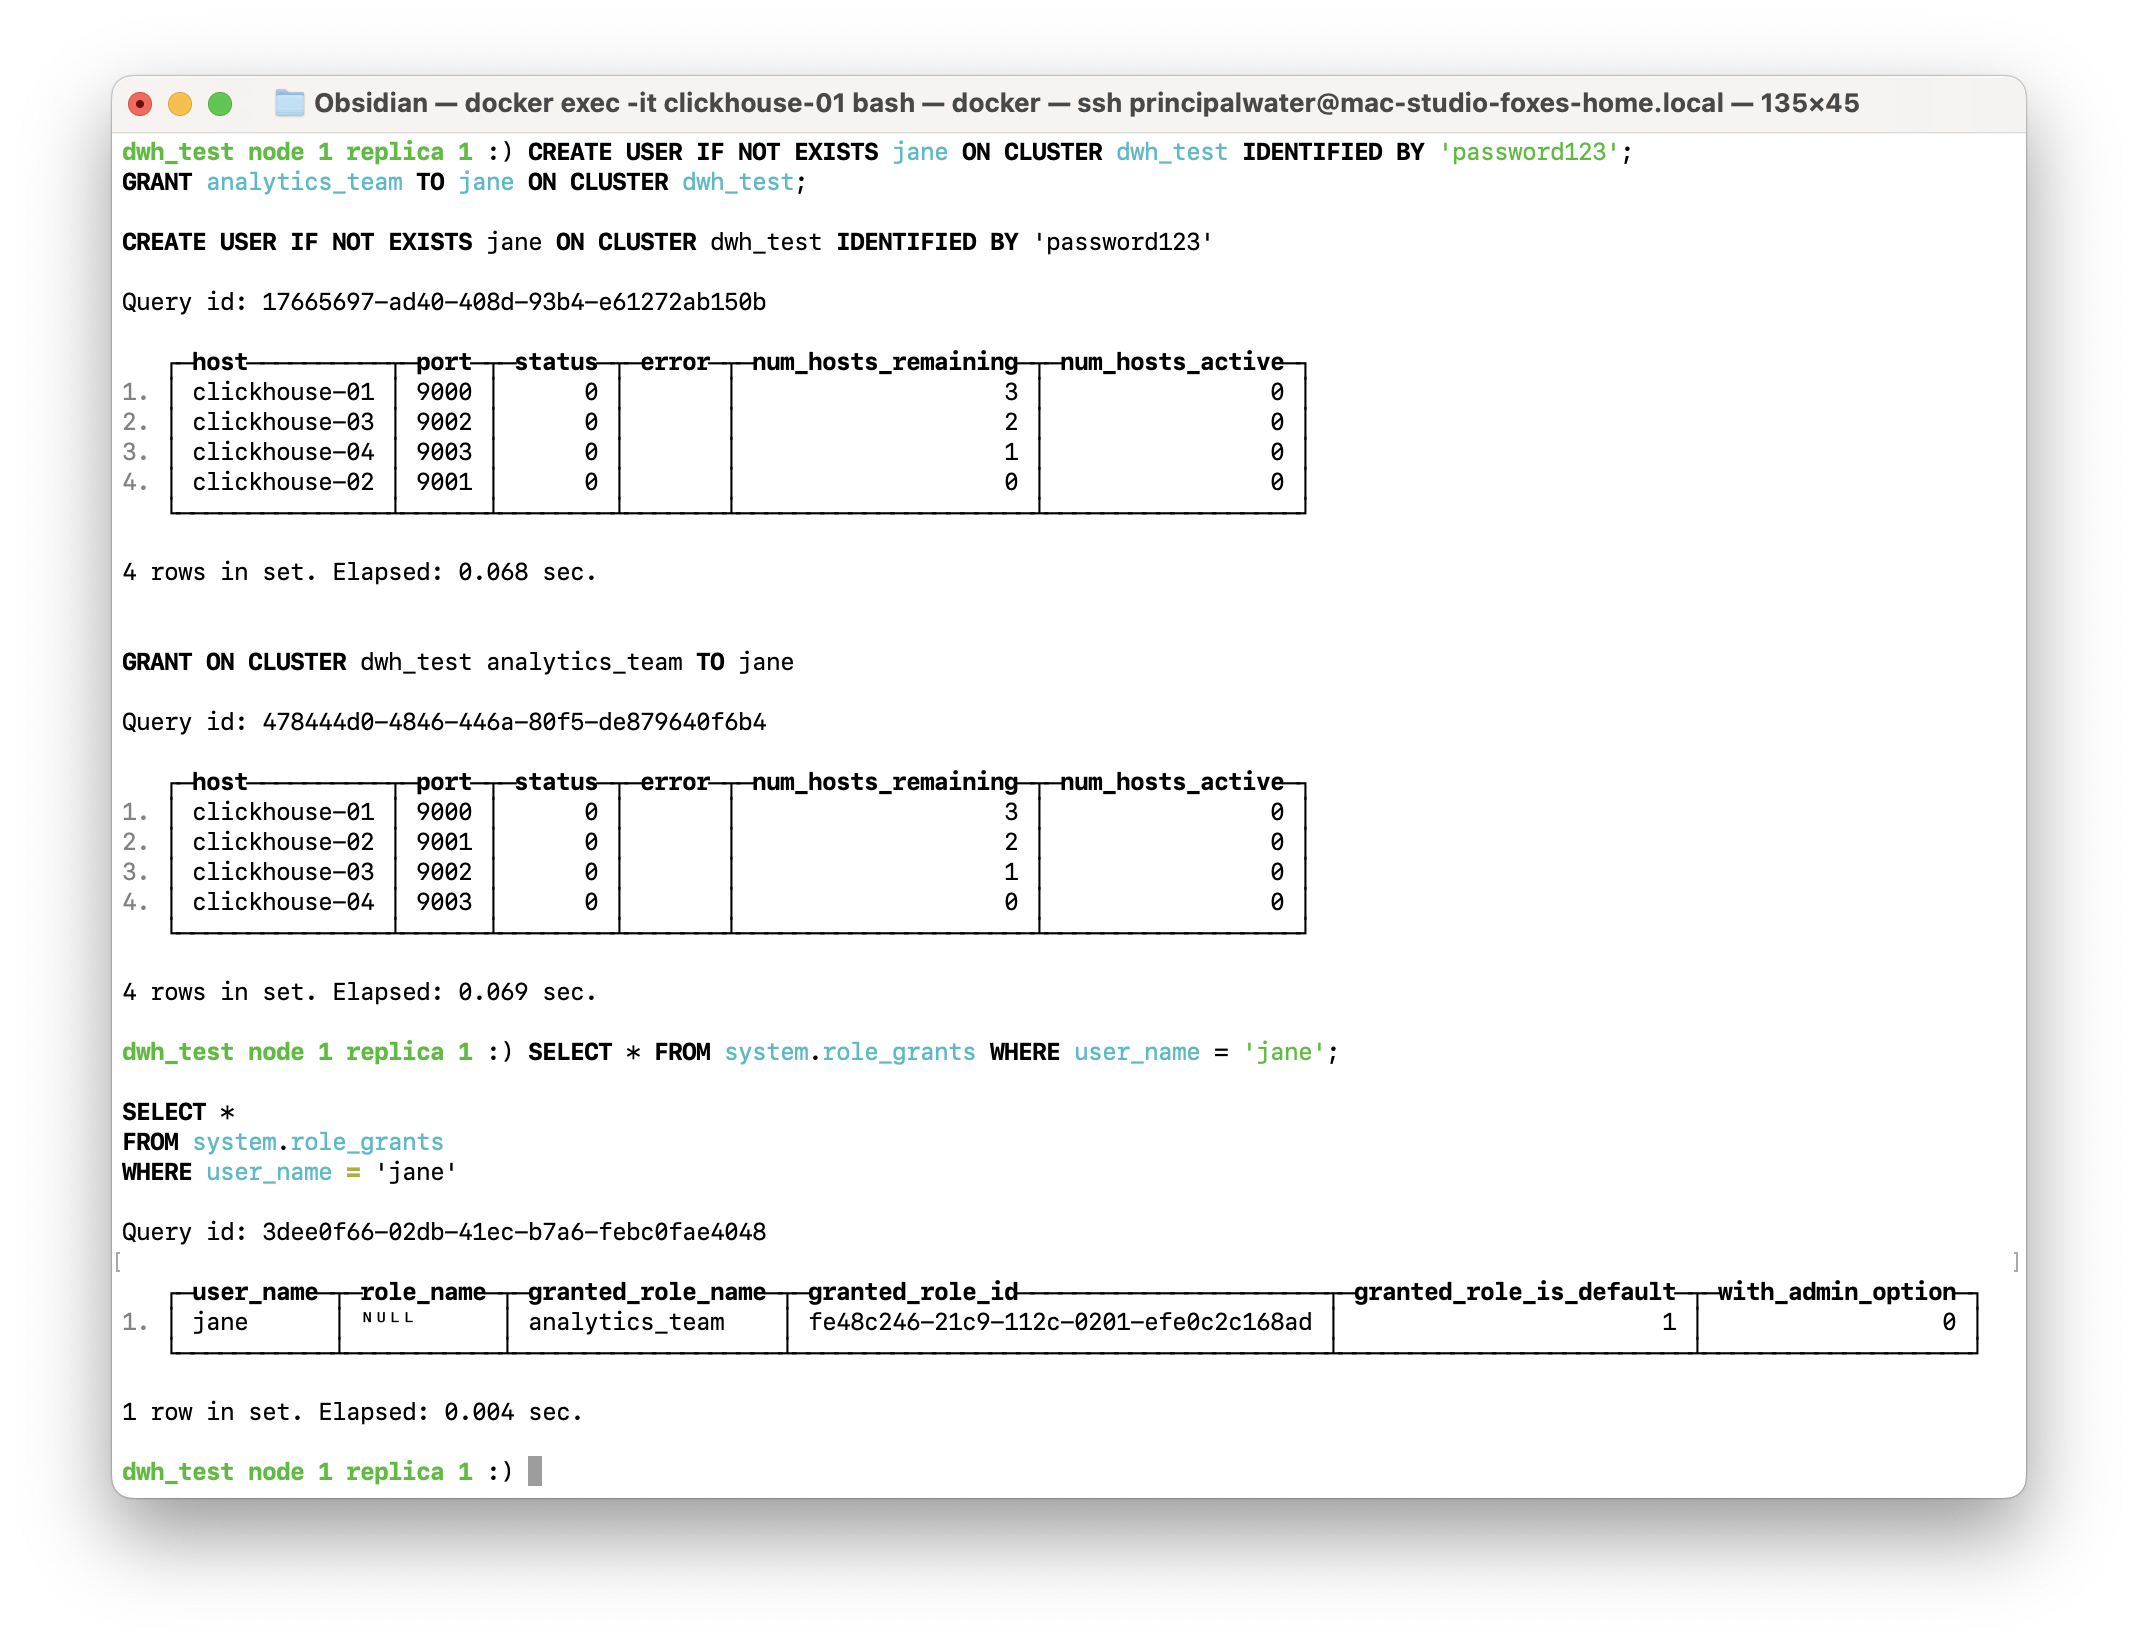 Obsidian — docker exec -it clickhouse-01 bash — docker — ssh principalwater@mac-studio-foxes-home.local — 135×45
dwh_test node 1 replica 1 :) CREATE USER IF NOT EXISTS jane ON CLUSTER dwh_test IDENTIFIED BY 'password123';
GRANT analytics_team TO jane ON CLUSTER dwh_test;
CREATE USER IF NOT EXISTS jane ON CLUSTER dwh_test IDENTIFIED BY 'password123'
Query id: 17665697-ad40-408d-93b4-e61272ab150b
host port status error num_hosts_remaining num_hosts_active
1. clickhouse-01 9000 0 3 0
2. clickhouse-03 9002 0 2 0
3. clickhouse-04 9003 0 1 0
4. clickhouse-02 9001 0 0 0
4 rows in set. Elapsed: 0.068 sec.
GRANT ON CLUSTER dwh_test analytics_team TO jane
Query id: 478444d0-4846-446a-80f5-de879640f6b4
host port status error num_hosts_remaining num_hosts_active
1. clickhouse-01 9000 0 3 0
2. clickhouse-02 9001 0 2 0
3. clickhouse-03 9002 0 1 0
4. clickhouse-04 9003 0 0 0
4 rows in set. Elapsed: 0.069 sec.
dwh_test node 1 replica 1 :) SELECT * FROM system.role_grants WHERE user_name = 'jane';
SELECT *
FROM system.role_grants
WHERE user_name = 'jane'
Query id: 3dee0f66-02db-41ec-b7a6-febc0fae4048
[ ]
user_name role_name granted_role_name granted_role_id granted_role_is_default with_admin_option
1. jane NULL analytics_team fe48c246-21c9-112c-0201-efe0c2c168ad 1 0
1 row in set. Elapsed: 0.004 sec.
dwh_test node 1 replica 1 :)